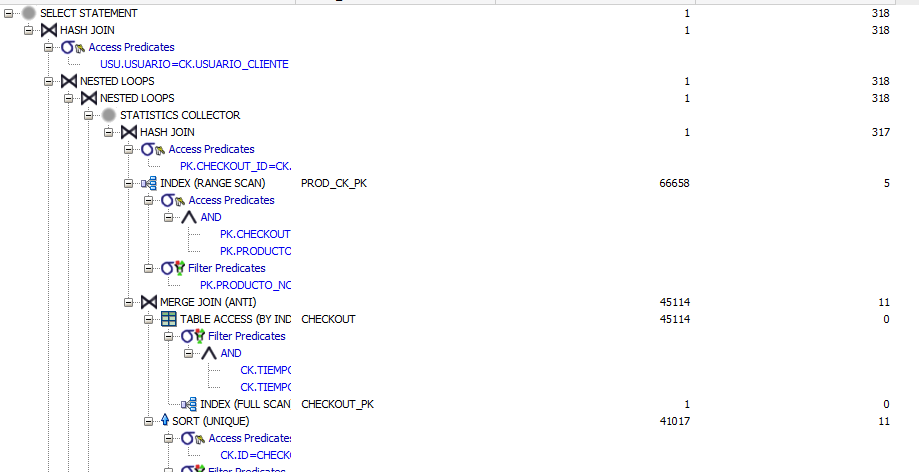 SELECT STATEMENT 1 318
HASH JOIN 1 318
Access Predicates
USU.USUARIO=CK.USUARIO_CLIENTE
NESTED LOOPS 1 318
NESTED LOOPS 1 318
STATISTICS COLLECTOR
HASH JOIN 1 317
Access Predicates
PK.CHECKOUT_ID=CK.
INDEX (RANGE SCAN) PROD_CK_PK 66658 5
Access Predicates
AND
PK.CHECKOUT
PK.PRODUCTO
Filter Predicates
PK.PRODUCTO_NO
MERGE JOIN (ANTI) 45114 11
TABLE ACCESS (BY IND CHECKOUT 45114 0
Filter Predicates
AND
CK.TIEMPO
CK.TIEMPO
INDEX (FULL SCAN CHECKOUT_PK 1 0
SORT (UNIQUE) 41017 11
Access Predicates
CK.ID=CHECKO
Filter Predicates